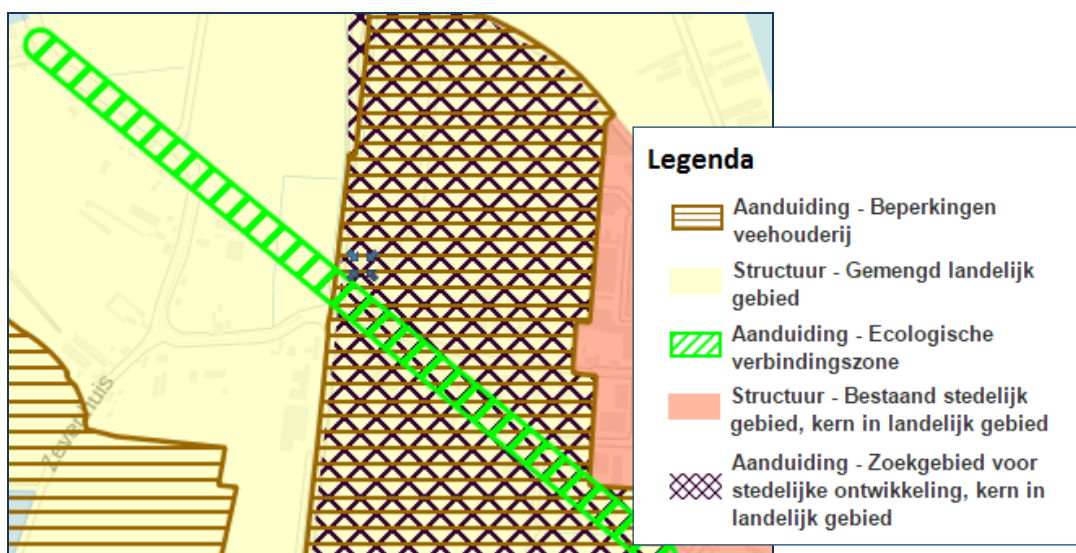 Legenda
Aanduiding - Beperkingen
veehouderij
Structuur - Gemengd landelijk
gebied
Aanduiding - Ecologische
verbindingszone
Structuur - Bestaand stedelijk
gebied, kern in landelijk gebied
Aanduiding - Zoekgebied voor
stedelijke ontwikkeling, kern in
landelijk gebied
Zevenhuis